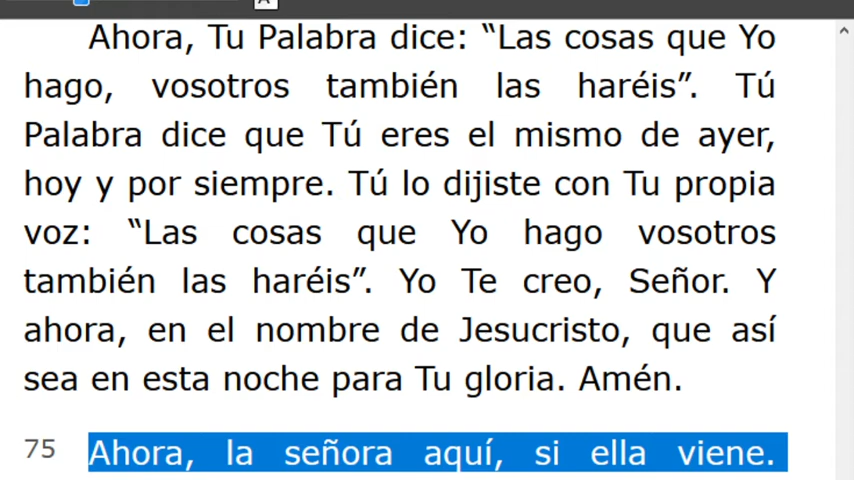 Ahora, Tu Palabra dice: “Las cosas que Yo
hago, vosotros también las haréis”. Tú
Palabra dice que Tú eres el mismo de ayer,
hoy y por siempre. Tú lo dijiste con Tu propia
voz: “Las cosas que Yo hago vosotros
también las haréis”. Yo Te creo, Señor. Y
ahora, en el nombre de Jesucristo, que así
sea en esta noche para Tu gloria. Amén.
75 Ahora, la señora aquí, si ella viene.